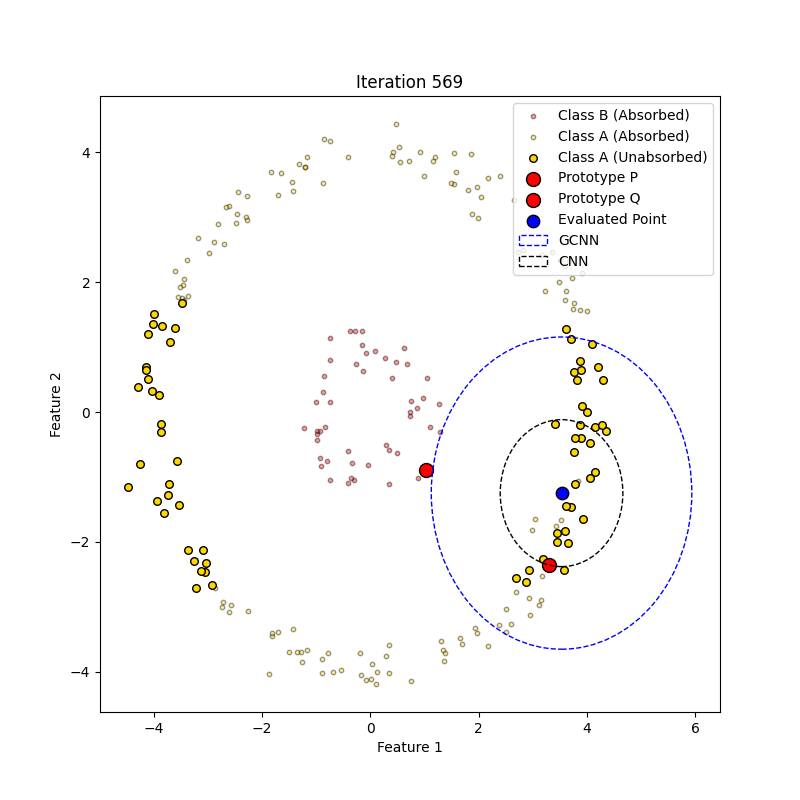 Iteration 569
Class B (Absorbed)
Class A (Absorbed)
Class A (Unabsorbed)
Prototype P
Prototype Q
Evaluated Point
GCNN
CNN
4
2
0
−2
−4
Feature 2
−4
−2
0
2
4
6
Feature 1